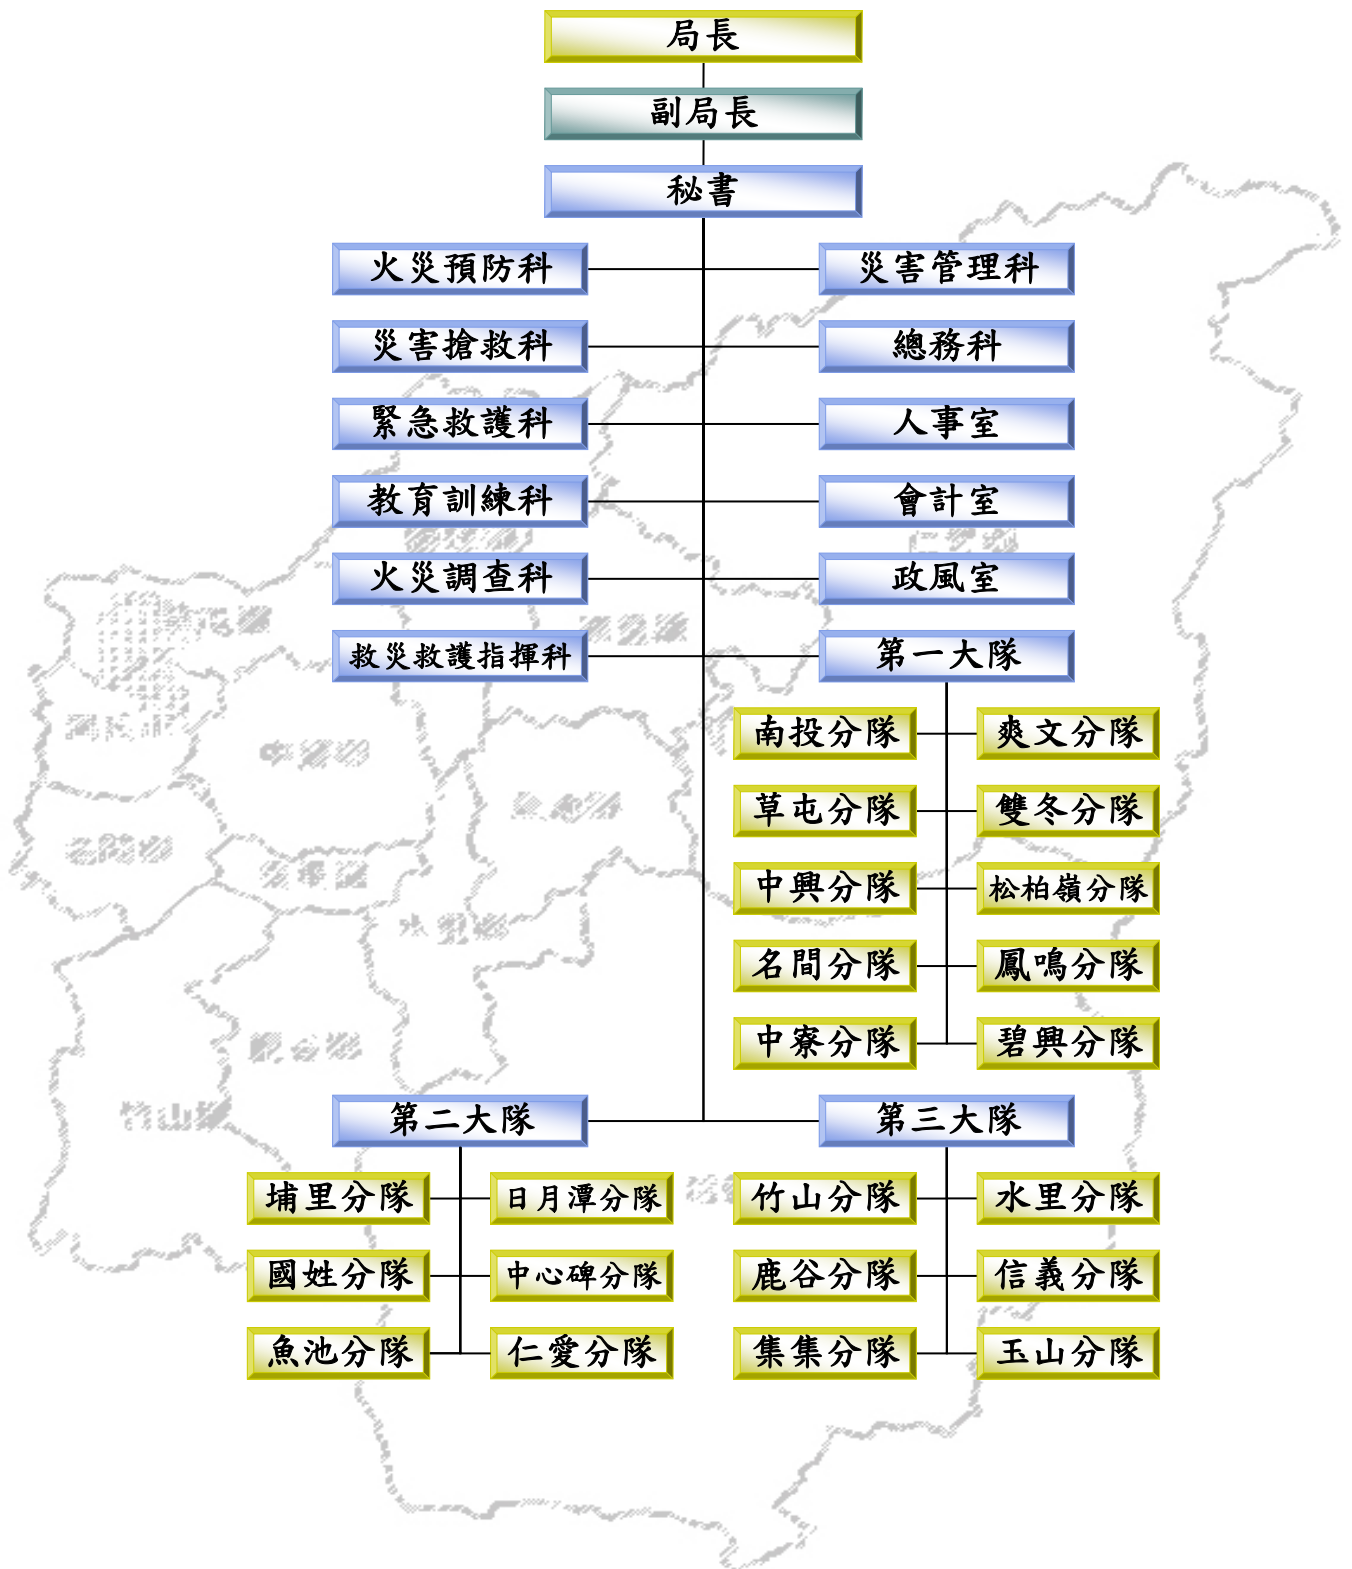 局長
副局長
秘書
火災預防科
災害管理科
災害搶救科
總務科
緊急救護科
人事室
教育訓練科
會計室
火災調查科
政風室
救災救護指揮科
第一大隊
南投分隊
爽文分隊
草屯分隊
雙冬分隊
中興分隊
松柏嶺分隊
名間分隊
鳳鳴分隊
中寮分隊
碧興分隊
第二大隊
第三大隊
埔里分隊
日月潭分隊
竹山分隊
水里分隊
國姓分隊
中心碑分隊
鹿谷分隊
信義分隊
魚池分隊
仁愛分隊
集集分隊
玉山分隊
竹山鎮